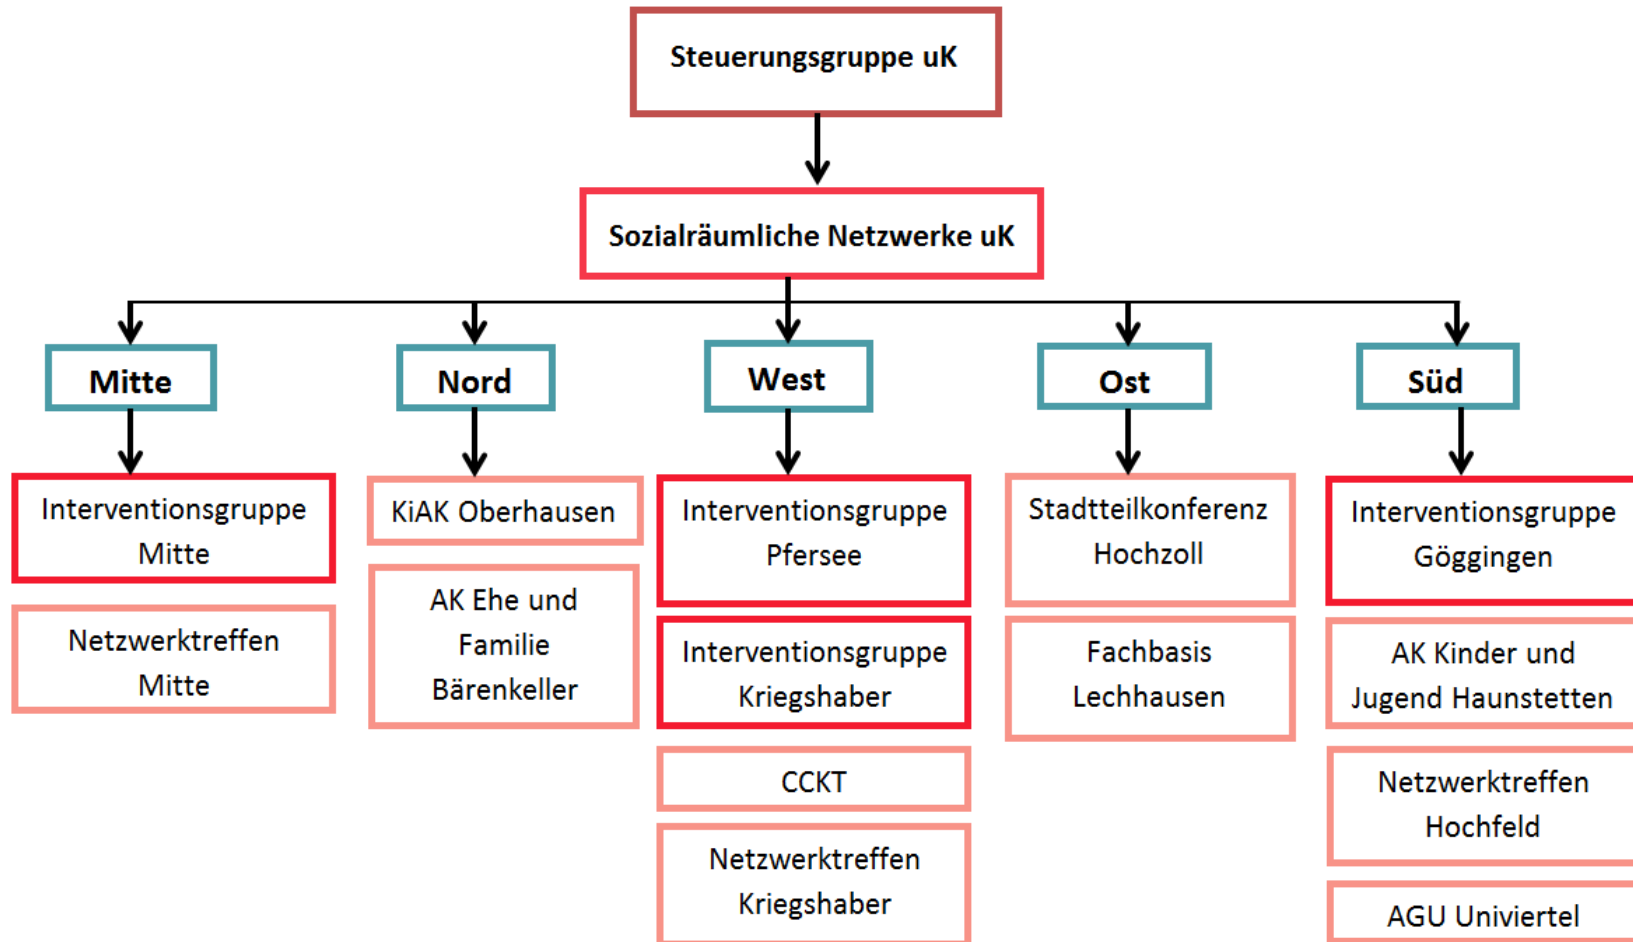 Steuerungsgruppe uK
Sozialräumliche Netzwerke uK
Mitte
Nord
West
Ost
Süd
Interventionsgruppe
Mitte
Netzwerktreffen
Mitte
KiAK Oberhausen
AK Ehe und
Familie
Bärenkeller
Interventionsgruppe
Pfersee
Interventionsgruppe
Kriegshaber
CCKT
Netzwerktreffen
Kriegshaber
Stadtteilkonferenz
Hochzoll
Fachbasis
Lechhausen
Interventionsgruppe
Göggingen
AK Kinder und
Jugend Haunstetten
Netzwerktreffen
Hochfeld
AGU Univiertel